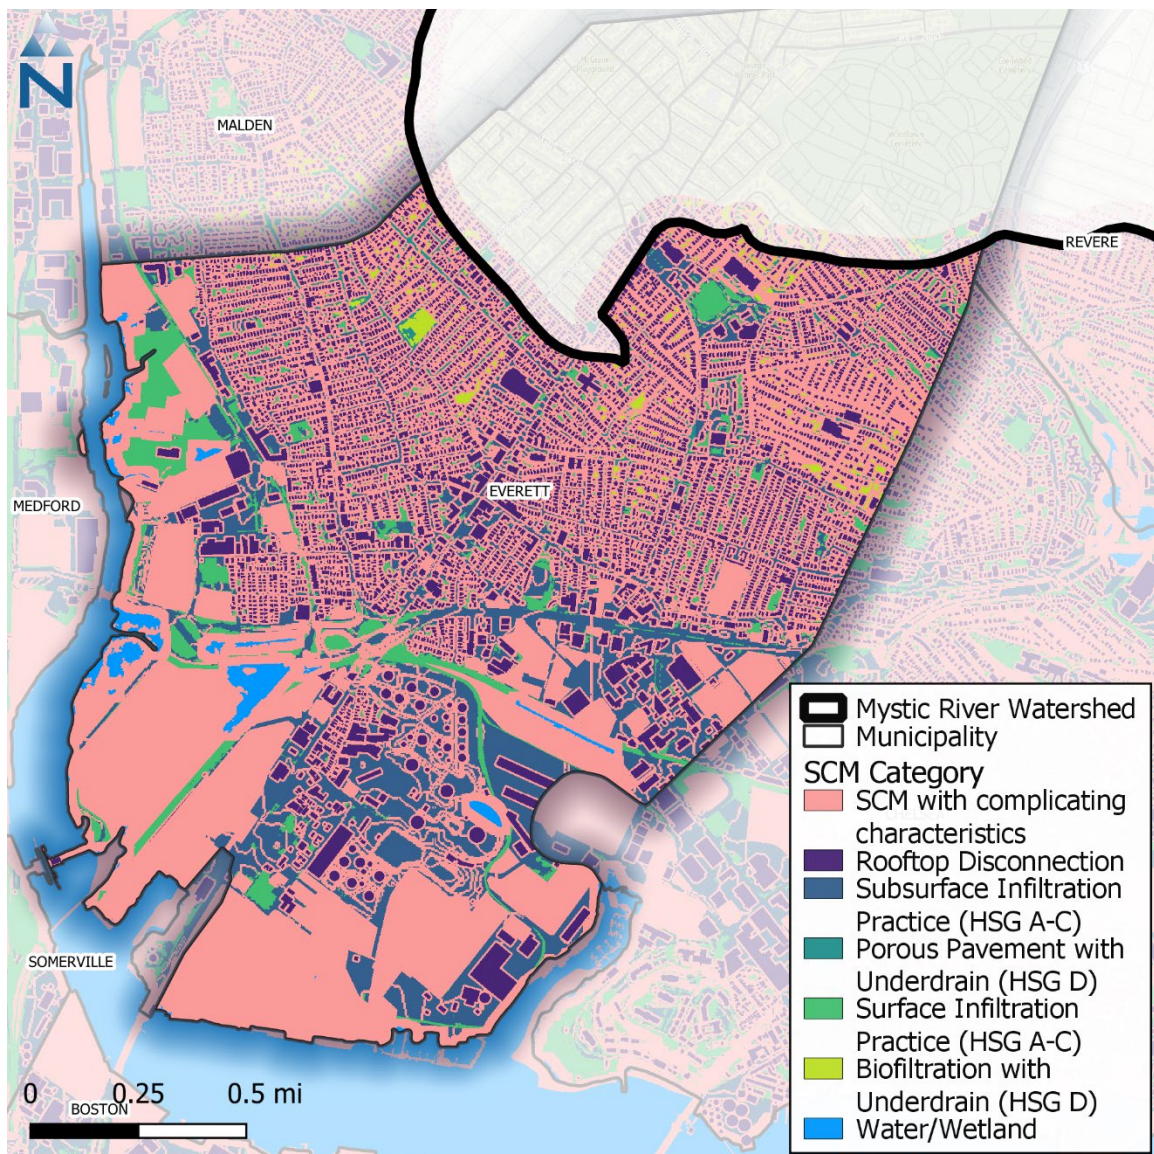 N
MALDEN
REVERE
MEDFORD
EVERETT
SOMERVILLE
BOSTON
0 0.25 0.5 mi
Mystic River Watershed
Municipality
SCM Category
SCM with complicating
characteristics
Rooftop Disconnection
Subsurface Infiltration
Practice (HSG A-C)
Porous Pavement with
Underdrain (HSG D)
Surface Infiltration
Practice (HSG A-C)
Biofiltration with
Underdrain (HSG D)
Water/Wetland